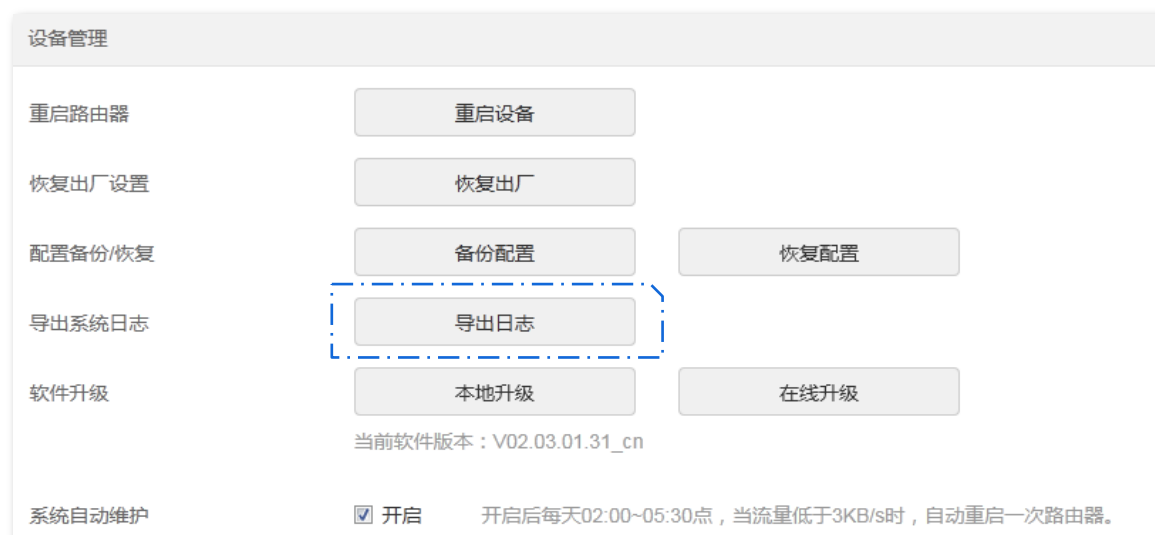 设备管理
重启路由器 重启设备
恢复出厂设置 恢复出厂
配置备份/恢复 备份配置 恢复配置
导出系统日志 导出日志
软件升级 本地升级 在线升级
当前软件版本：V02.03.01.31_cn
系统自动维护 开启 开启后每天02:00~05:30点，当流量低于3KB/s时，自动重启一次路由器。